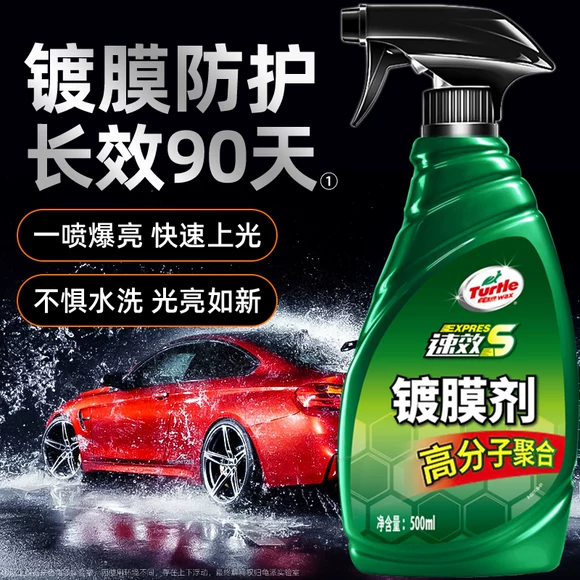 镀膜防护
长效90天①
一喷爆亮 快速上光
不惧水洗 光亮如新
Turtle
wax
EXPRES
速效S
镀膜剂
高分子聚合
净含量:500ml